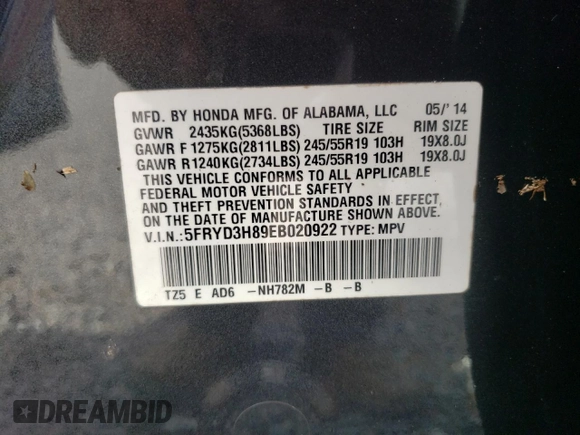 MFD. BY HONDA MFG. OF ALABAMA, LLC 05/' 14
GVWR 2435KG(5368LBS) TIRE SIZE RIM SIZE
GAWR F 1275KG(2811LBS) 245/55R19 103H 19X8.0J
GAWR R1240KG(2734LBS) 245/55R19 103H 19X8.0J
THIS VEHICLE CONFORMS TO ALL APPLICABLE
FEDERAL MOTOR VEHICLE SAFETY
AND THEFT PREVENTION STANDARDS IN EFFECT,
ON THE DATE OF MANUFACTURE SHOWN ABOVE.
V.I.N.: 5FRYD3H89EB020922 TYPE: MPV
TZ5 E AD6 -NH782M -B -B
DREAMBID